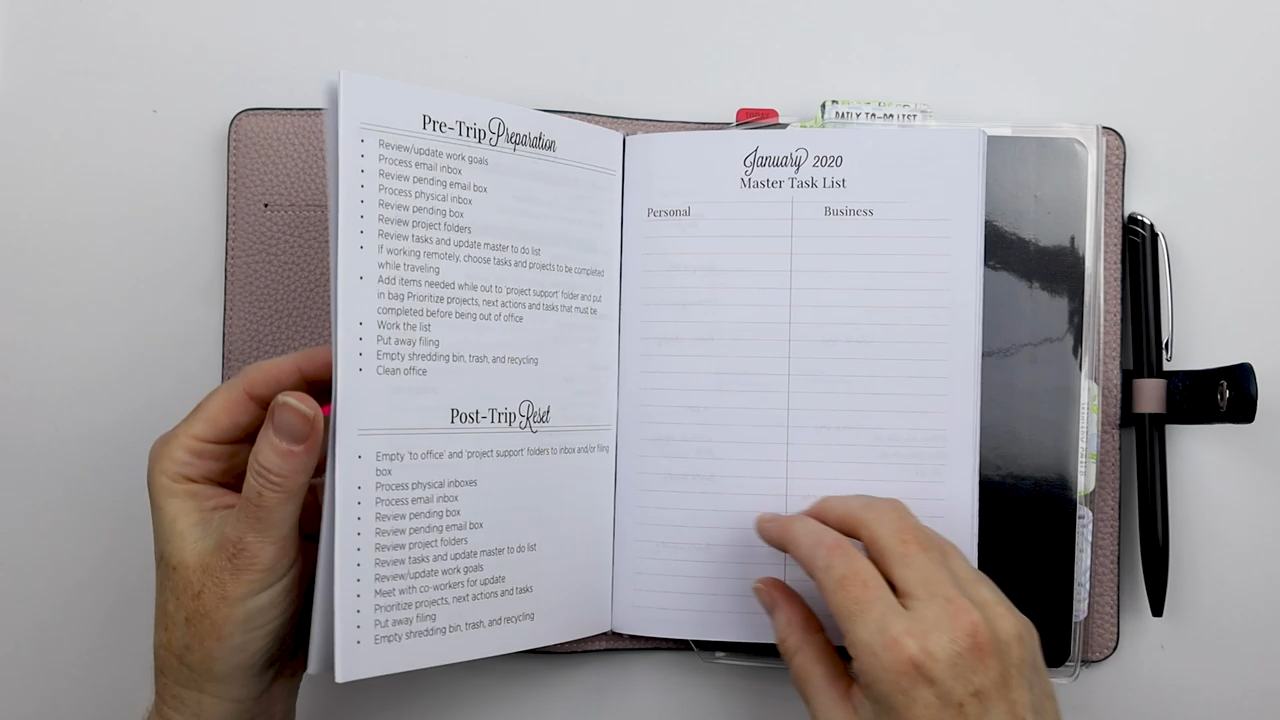 TODAY
DAILY TO-DO LIST
Pre-Trip Preparation
Review/update work goals
Process email inbox
Review pending email box
Process physical inbox
Review pending box
Review project folders
Review tasks and update master to do list
If working remotely, choose tasks and projects to be completed
while traveling
Add items needed while out to 'project support' folder and put
in bag Prioritize projects, next actions and tasks that must be
completed before being out of office
Work the list
Put away filing
Empty shredding bin, trash, and recycling
Clean office
Post-Trip Reset
Empty 'to office' and 'project support' folders to inbox and/or filing
box
Process physical inboxes
Process email inbox
Review pending box
Review pending email box
Review project folders
Review tasks and update master to do list
Review/update work goals
Meet with co-workers for update
Prioritize projects, next actions and tasks
Put away filing
Empty shredding bin, trash, and recycling
January 2020
Master Task List
Personal
Business